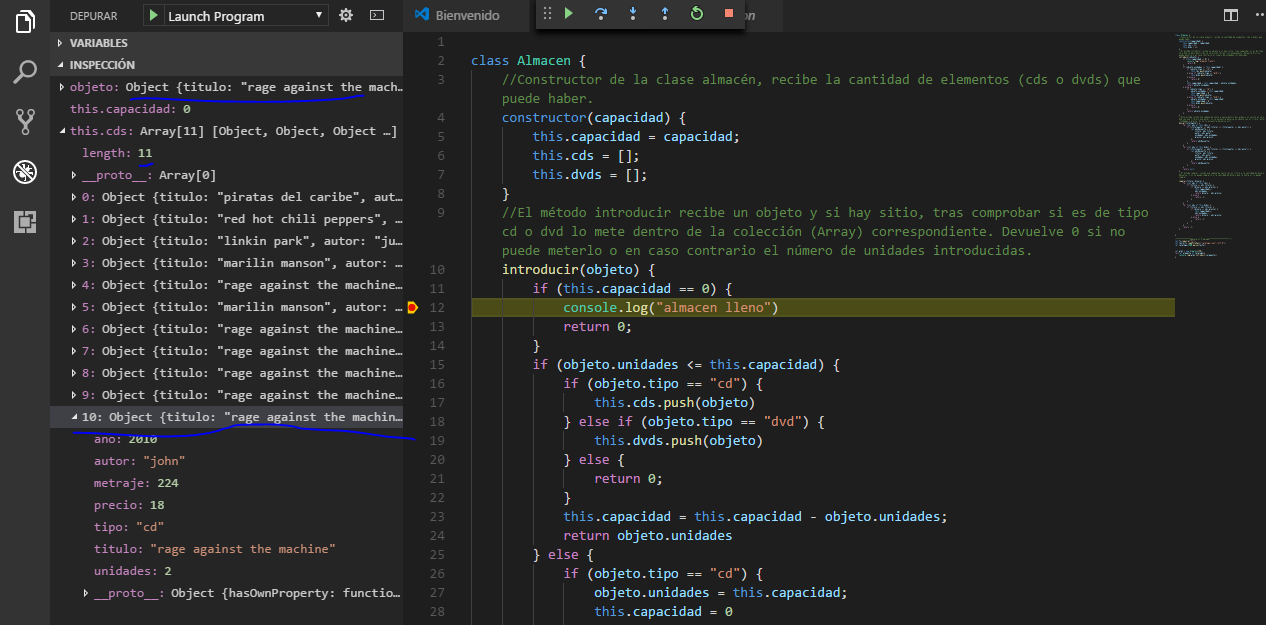 DEPURAR Launch Program
VARIABLES
INSPECCIÓN
objeto: Object {titulo: "rage against the mach…
this.capacidad: 0
this.cds: Array[11] [Object, Object, Object …]
length: 11
__proto__: Array[0]
0: Object {titulo: "piratas del caribe", aut…
1: Object {titulo: "red hot chili peppers", …
2: Object {titulo: "linkin park", autor: "ju…
3: Object {titulo: "marilin manson", autor: …
4: Object {titulo: "rage against the machine…
5: Object {titulo: "marilin manson", autor: …
6: Object {titulo: "rage against the machine…
7: Object {titulo: "rage against the machine…
8: Object {titulo: "rage against the machine…
9: Object {titulo: "rage against the machine…
10: Object {titulo: "rage against the machin…
ano: 2010
autor: "john"
metraje: 224
precio: 18
tipo: "cd"
titulo: "rage against the machine"
unidades: 2
__proto__: Object {hasOwnProperty: functio…
Bienvenido
1
2 class Almacen {
3 //Constructor de la clase almacén, recibe la cantidad de elementos (cds o dvds) que
puede haber.
4 constructor(capacidad) {
5 this.capacidad = capacidad;
6 this.cds = [];
7 this.dvds = [];
8 }
9 //El método introducir recibe un objeto y si hay sitio, tras comprobar si es de tipo
cd o dvd lo mete dentro de la colección (Array) correspondiente. Devuelve 0 si no
puede meterlo o en caso contrario el número de unidades introducidas.
10 introducir(objeto) {
11 if (this.capacidad == 0) {
12 console.log("almacen lleno")
13 return 0;
14 }
15 if (objeto.unidades <= this.capacidad) {
16 if (objeto.tipo == "cd") {
17 this.cds.push(objeto)
18 } else if (objeto.tipo == "dvd") {
19 this.dvds.push(objeto)
20 } else {
21 return 0;
22 }
23 this.capacidad = this.capacidad - objeto.unidades;
24 return objeto.unidades
25 } else {
26 if (objeto.tipo == "cd") {
27 objeto.unidades = this.capacidad;
28 this.capacidad = 0